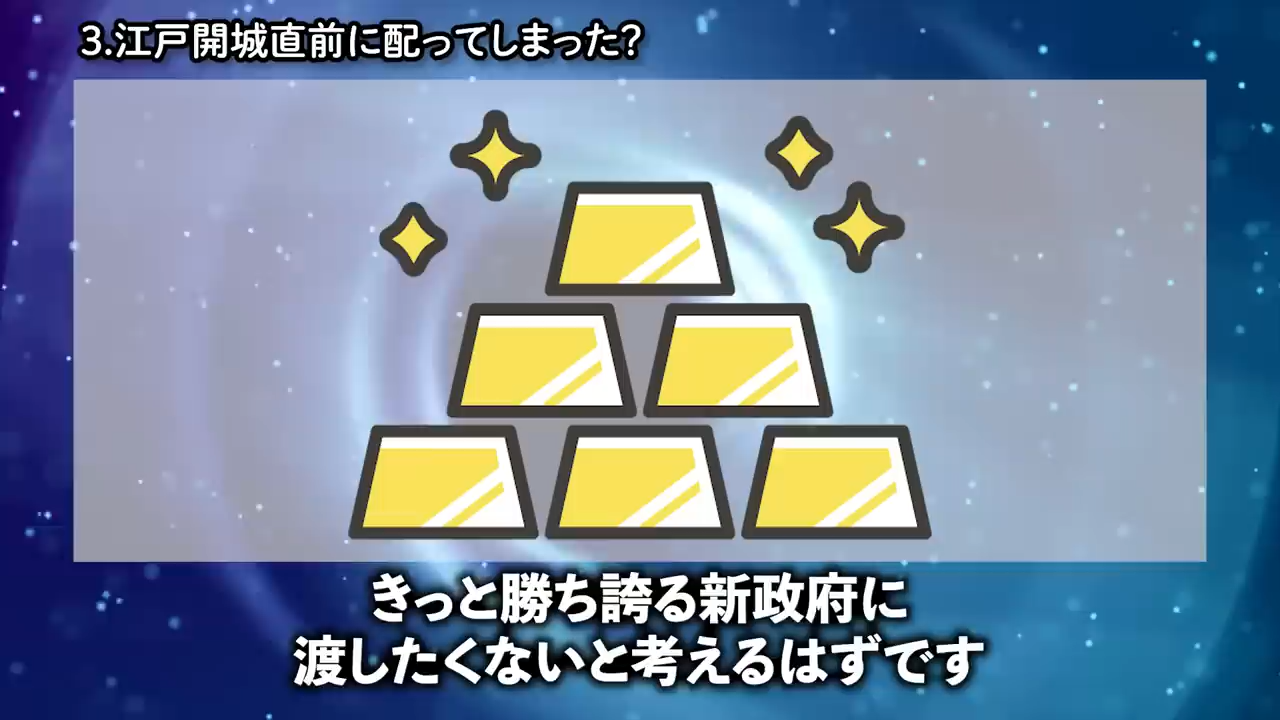 3.江戸開城直前に配ってしまった?
きっと勝ち誇る新政府に
渡したくないと考えるはずです